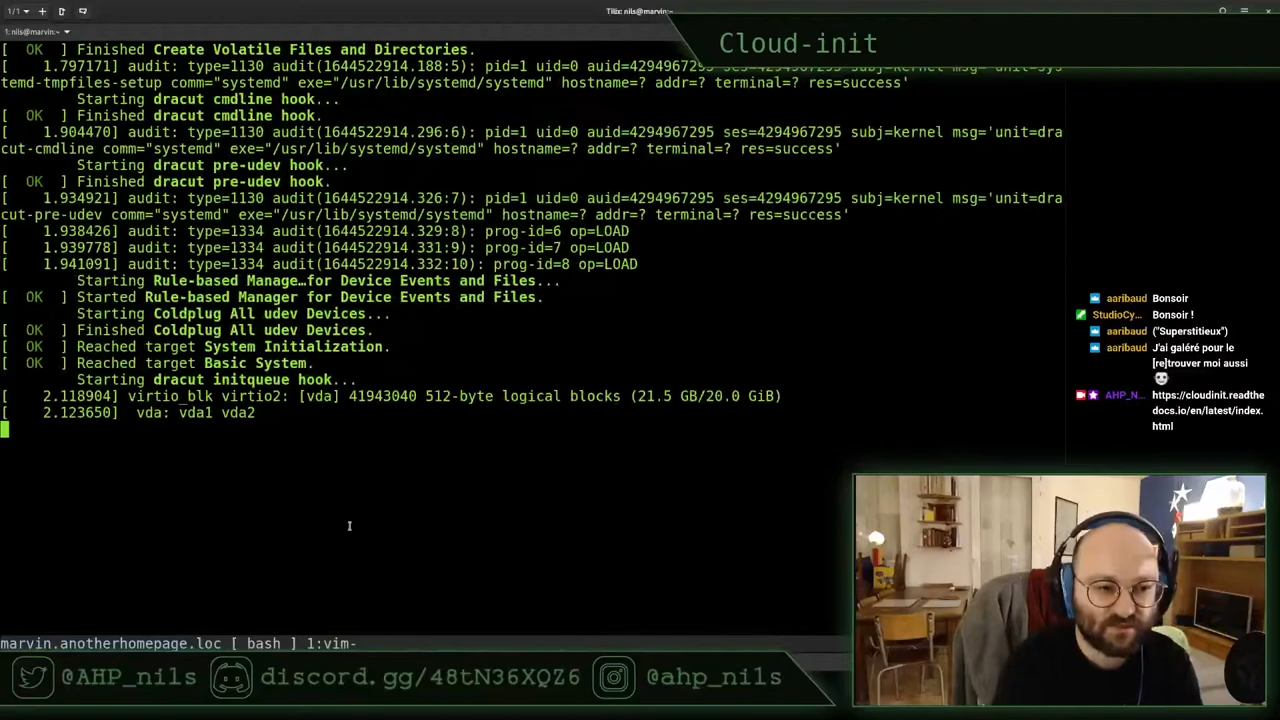 1/1
Tilix: nils@marvin:~
1: nils@marvin:~
Cloud-init
[  OK  ] Finished Create Volatile Files and Directories.
[    1.797171] audit: type=1130 audit(1644522914.188:5): pid=1 uid=0 auid=4294967295 ses=4294967295 subj=kernel msg='unit=sys
temd-tmpfiles-setup comm="systemd" exe="/usr/lib/systemd/systemd" hostname=? addr=? terminal=? res=success'
Starting dracut cmdline hook...
[  OK  ] Finished dracut cmdline hook.
[    1.904470] audit: type=1130 audit(1644522914.296:6): pid=1 uid=0 auid=4294967295 ses=4294967295 subj=kernel msg='unit=dra
cut-cmdline comm="systemd" exe="/usr/lib/systemd/systemd" hostname=? addr=? terminal=? res=success'
Starting dracut pre-udev hook...
[  OK  ] Finished dracut pre-udev hook.
[    1.934921] audit: type=1130 audit(1644522914.326:7): pid=1 uid=0 auid=4294967295 ses=4294967295 subj=kernel msg='unit=dra
cut-pre-udev comm="systemd" exe="/usr/lib/systemd/systemd" hostname=? addr=? terminal=? res=success'
[    1.938426] audit: type=1334 audit(1644522914.329:8): prog-id=6 op=LOAD
[    1.939778] audit: type=1334 audit(1644522914.331:9): prog-id=7 op=LOAD
[    1.941091] audit: type=1334 audit(1644522914.332:10): prog-id=8 op=LOAD
Starting Rule-based Manage…for Device Events and Files...
[  OK  ] Started Rule-based Manager for Device Events and Files.
Starting Coldplug All udev Devices...
[  OK  ] Finished Coldplug All udev Devices.
[  OK  ] Reached target System Initialization.
[  OK  ] Reached target Basic System.
Starting dracut initqueue hook...
[    2.118904] virtio_blk virtio2: [vda] 41943040 512-byte logical blocks (21.5 GB/20.0 GiB)
[    2.123650]  vda: vda1 vda2
aaribaud Bonsoir
StudioCy… Bonsoir !
aaribaud ("Superstitieux")
aaribaud J'ai galéré pour le
[re]trouver moi aussi
AHP_N… https://cloudinit.readthe
docs.io/en/latest/index.
html
marvin.anotherhomepage.loc [ bash ] 1:vim-
@AHP_nils discord.gg/48tN36XQZ6 @ahp_nils